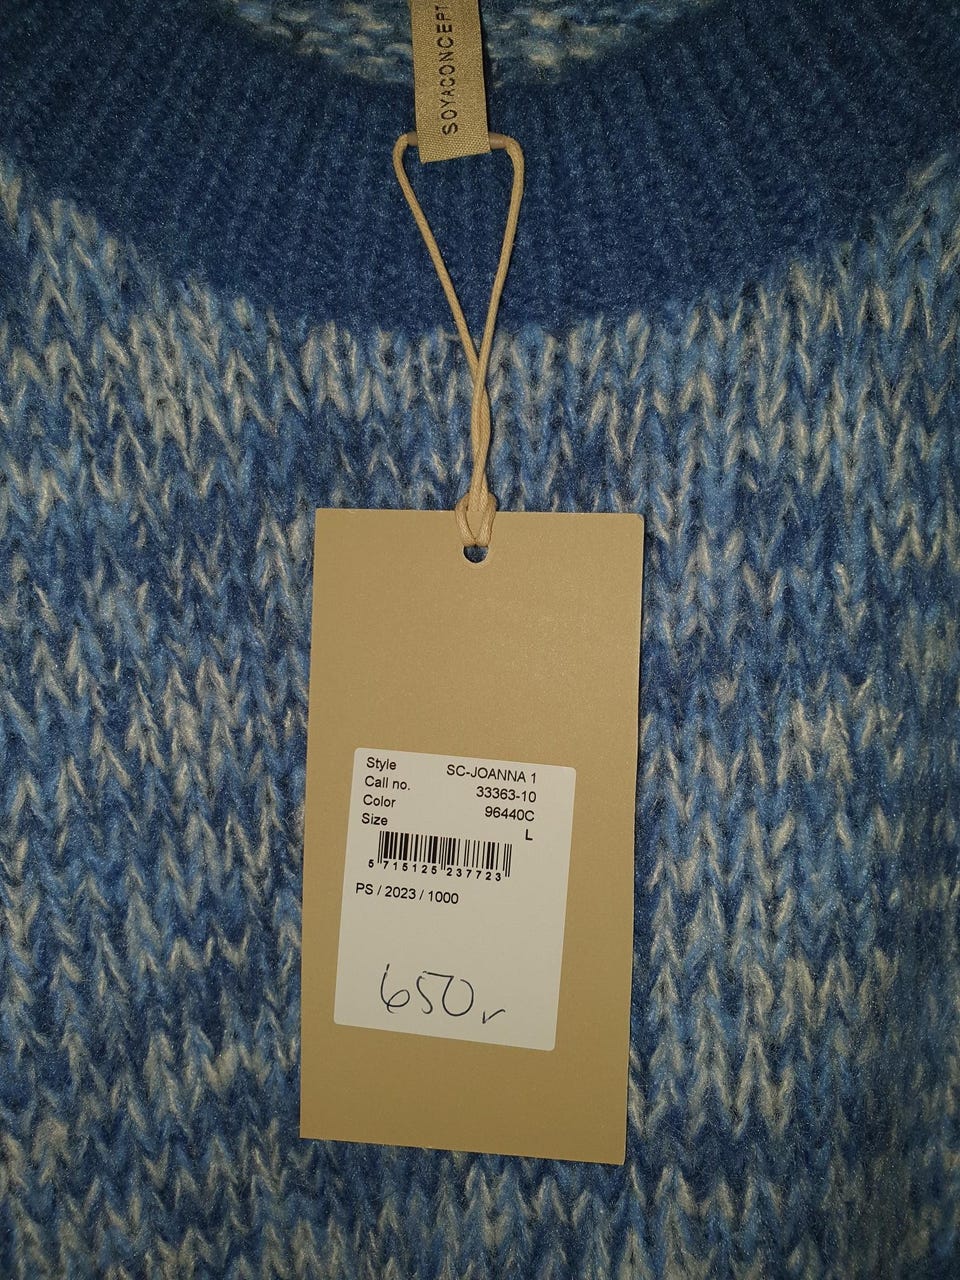 SOYACONCEPT
Style SC-JOANNA 1
Call no. 33363-10
Color 96440C
Size L
5 715125 237723
PS / 2023 / 1000
650r